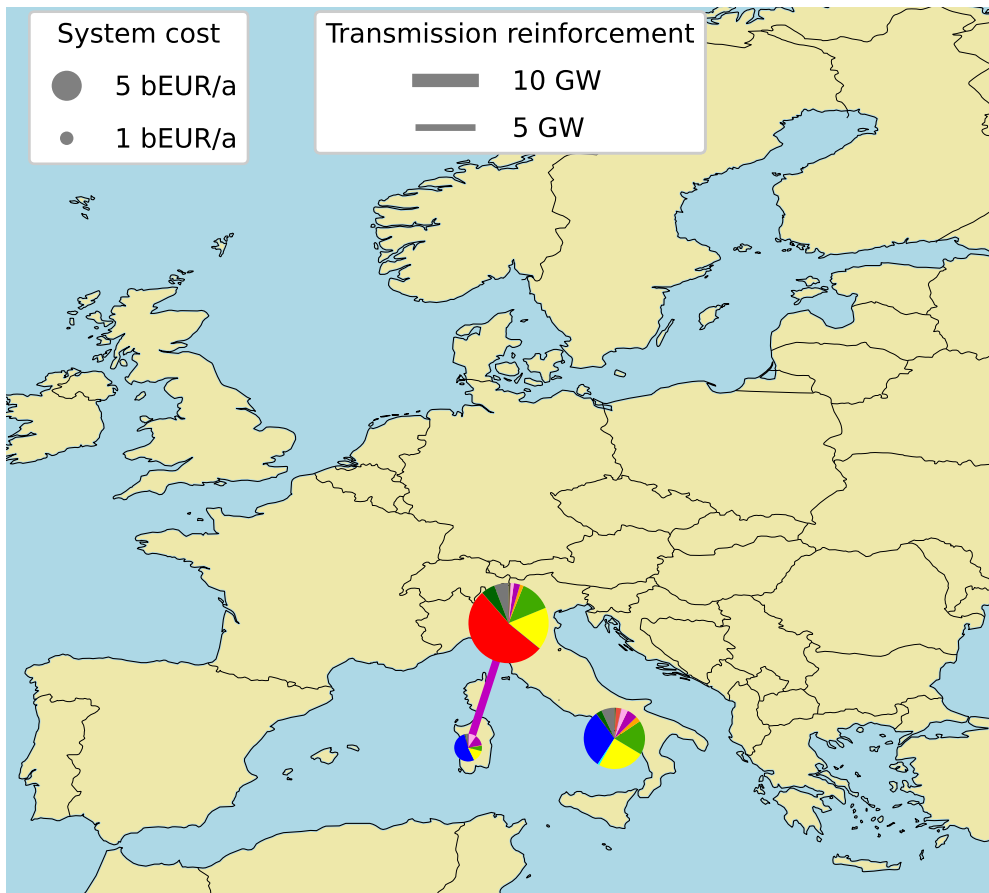 System cost
5 bEUR/a
1 bEUR/a
Transmission reinforcement
10 GW
5 GW